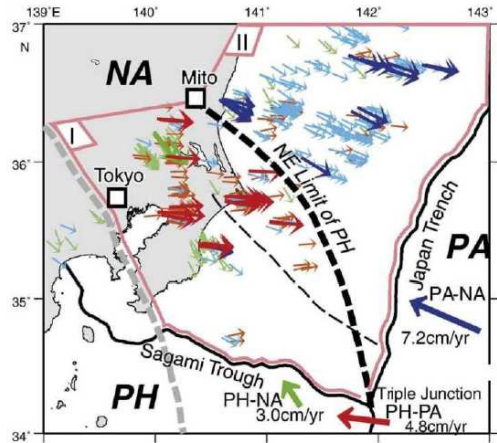 139°E 140° 141° 142° 143°
37°
N
II
NA
Mito
I
36°
Tokyo
NE Limit of PH
Japan Trench
PA
PA-NA
7.2cm/yr
35°
Sagami Trough
PH
PH-NA
3.0cm/yr
Triple Junction
PH-PA
4.8cm/yr
34°